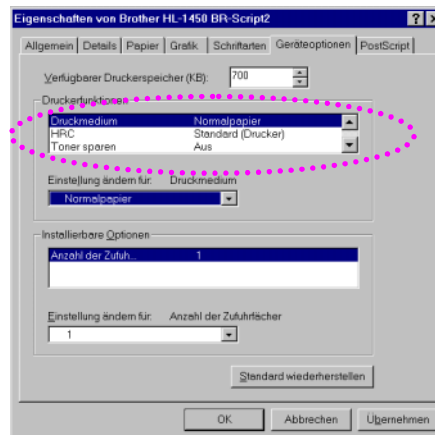 Eigenschaften von Brother HL-1450 BR-Script2
Allgemein Details Papier Grafik Schriftarten Geräteoptionen PostScript
Verfügbarer Druckerspeicher (KB): 700
Druckerfunktionen
Druckmedium Normalpapier
HRC Standard (Drucker)
Toner sparen Aus
Einstellung ändern für: Druckmedium
Normalpapier
Installierbare Optionen
Anzahl der Zufuh... 1
Einstellung ändern für: Anzahl der Zufuhrfächer
1
Standard wiederherstellen
OK Abbrechen Übernehmen